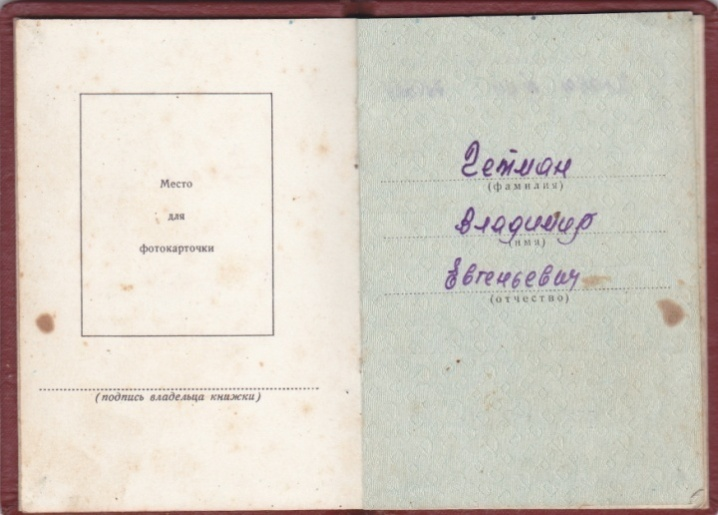 Место
для
фотокарточки
(подпись владельца книжки)
Гетман
(фамилия)
Владимир
(имя)
Евгеньевич
(отчество)